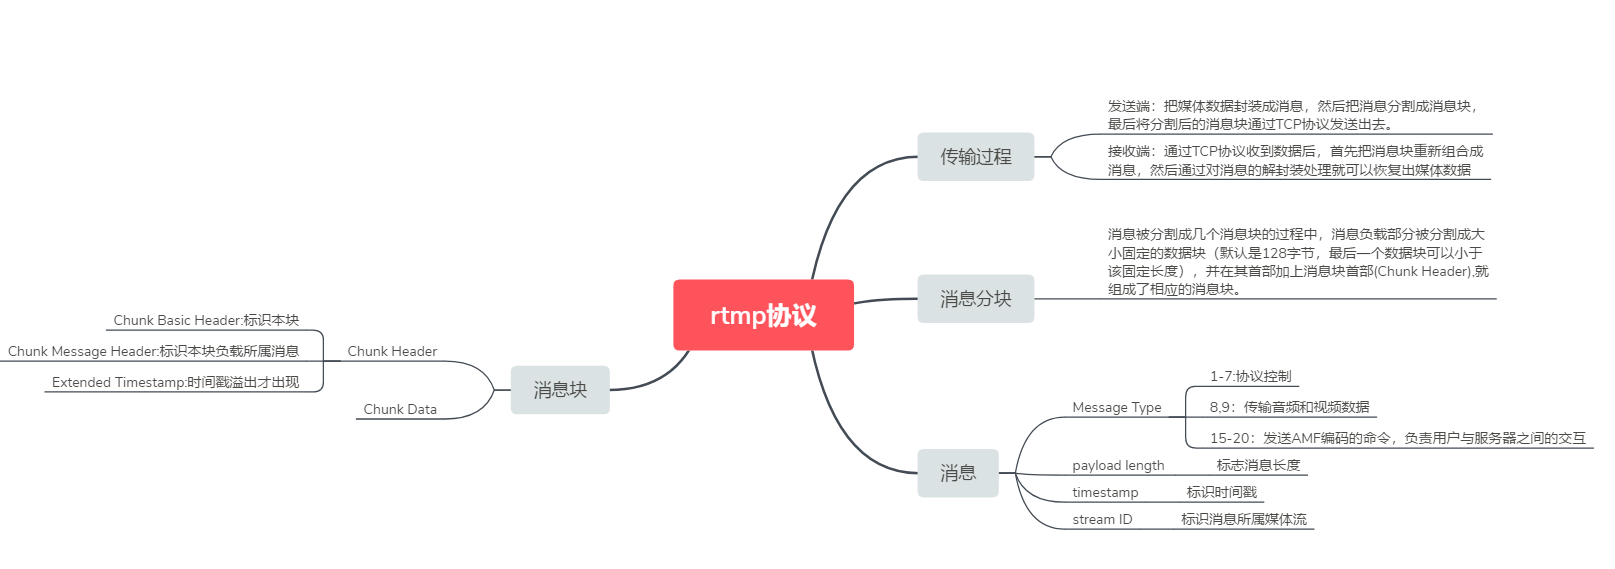 rtmp协议
传输过程
发送端：把媒体数据封装成消息，然后把消息分割成消息块，
最后将分割后的消息块通过TCP协议发送出去。
接收端：通过TCP协议收到数据后，首先把消息块重新组合成
消息，然后通过对消息的解封装处理就可以恢复出媒体数据
消息分块
消息被分割成几个消息块的过程中，消息负载部分被分割成大
小固定的数据块（默认是128字节，最后一个数据块可以小于
该固定长度），并在其首部加上消息块首部(Chunk Header),就
组成了相应的消息块。
消息
Message Type
1-7:协议控制
8,9：传输音频和视频数据
15-20：发送AMF编码的命令，负责用户与服务器之间的交互
payload length
标志消息长度
timestamp
标识时间戳
stream ID
标识消息所属媒体流
消息块
Chunk Header
Chunk Basic Header:标识本块
Chunk Message Header:标识本块负载所属消息
Extended Timestamp:时间戳溢出才出现
Chunk Data